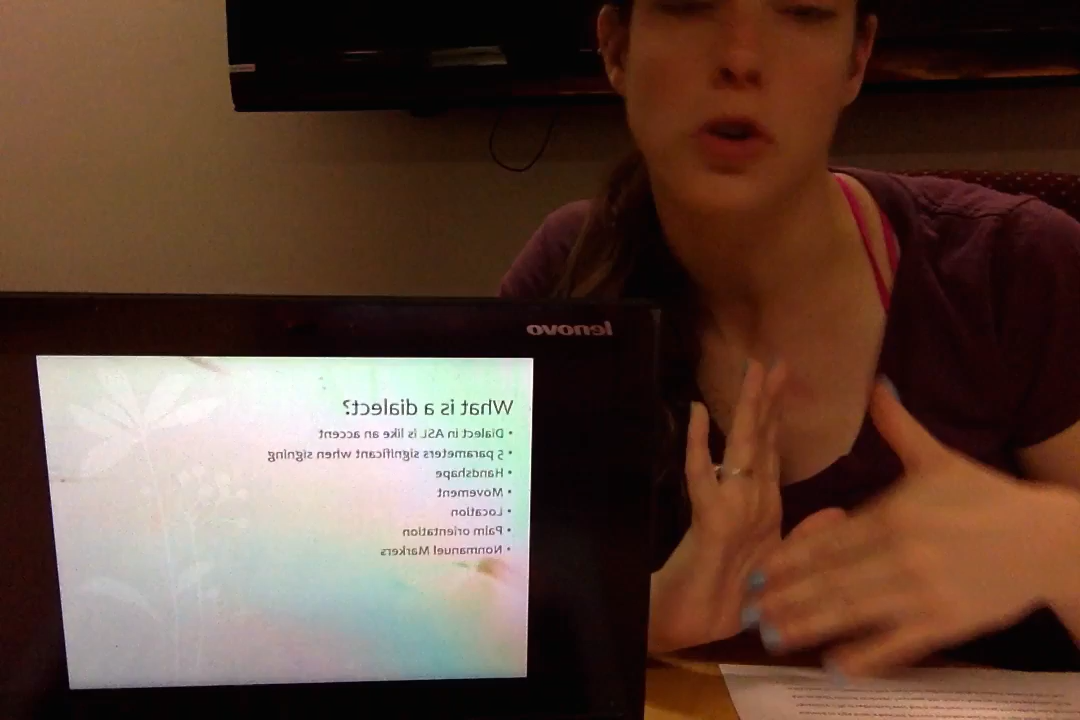 lenovo
What is a dialect?
• Dialect in ASL is like an accent
• 5 parameters significant when signing
• Handshape
• Movement
• Location
• Palm orientation
• Nonmanuel Markers